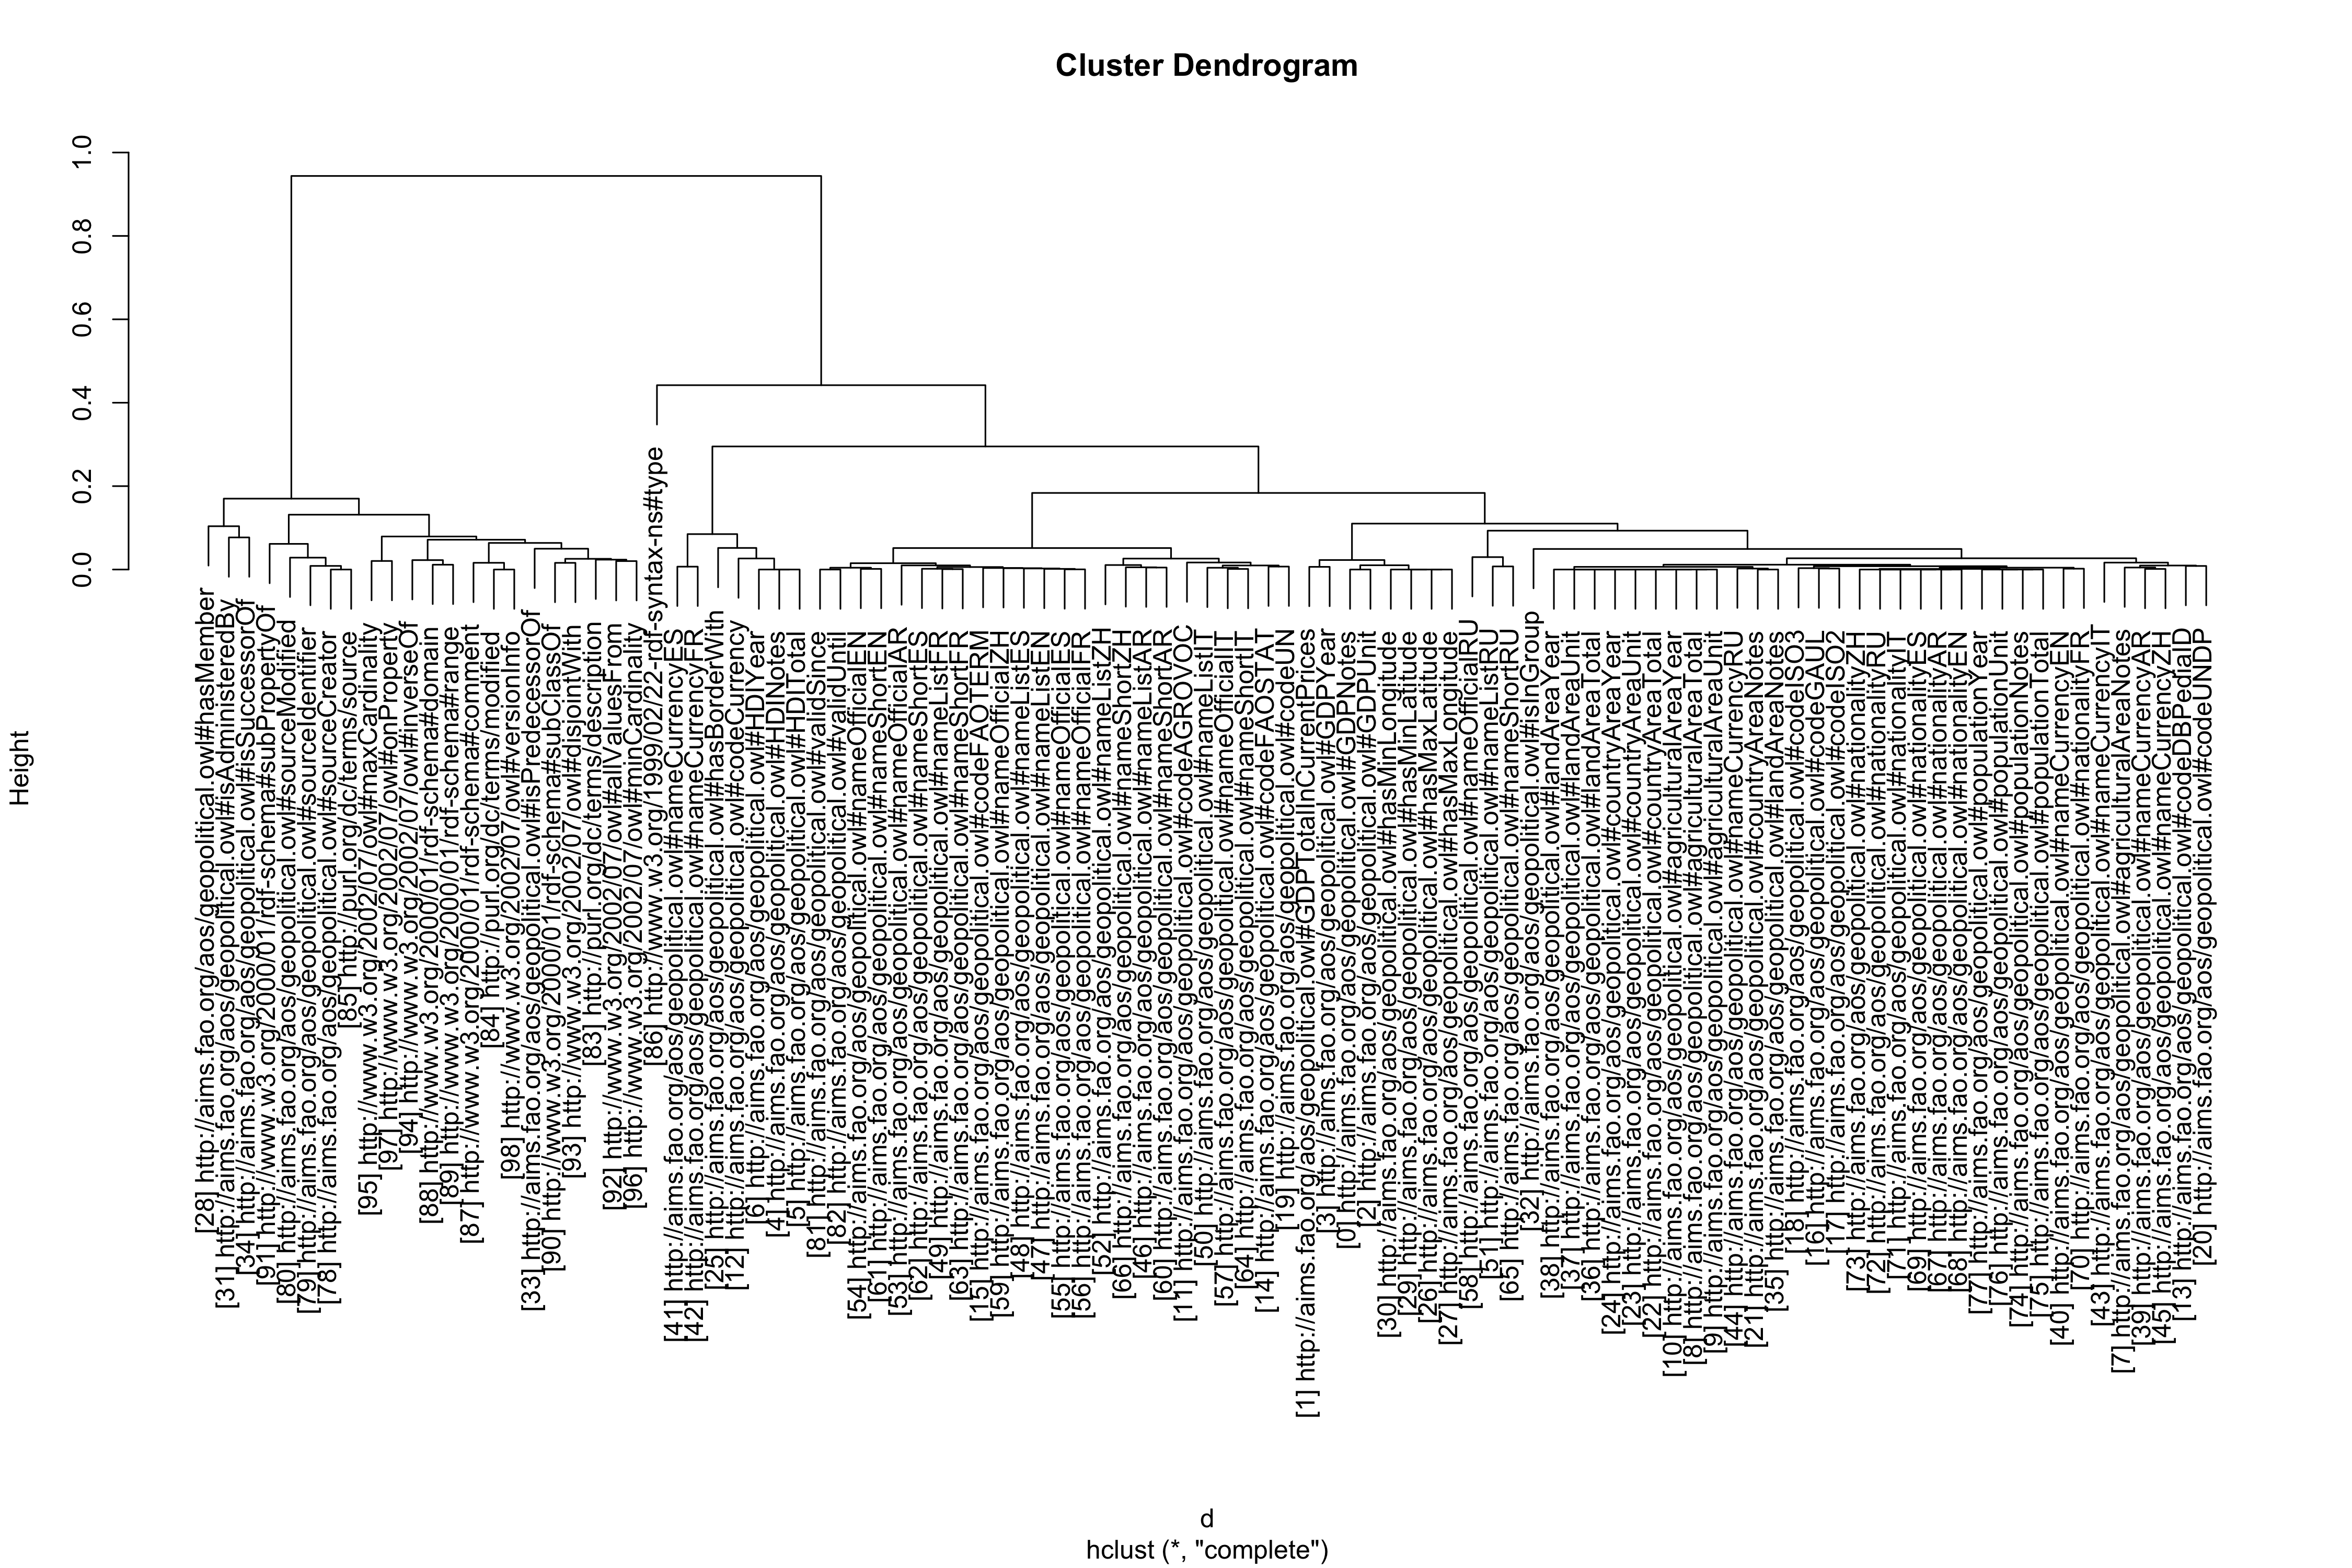 Cluster Dendrogram
Height
1.0
0.8
0.6
0.4
0.2
0.0
[28] http://aims.fao.org/aos/geopolitical.owl#hasMember
[31] http://aims.fao.org/aos/geopolitical.owl#isAdministeredBy
[34] http://aims.fao.org/aos/geopolitical.owl#isSuccessorOf
[91] http://www.w3.org/2000/01/rdf-schema#subPropertyOf
[80] http://aims.fao.org/aos/geopolitical.owl#sourceModified
[79] http://aims.fao.org/aos/geopolitical.owl#sourceIdentifier
[78] http://aims.fao.org/aos/geopolitical.owl#sourceCreator
[85] http://purl.org/dc/terms/source
[95] http://www.w3.org/2002/07/owl#maxCardinality
[97] http://www.w3.org/2002/07/owl#onProperty
[94] http://www.w3.org/2002/07/owl#inverseOf
[88] http://www.w3.org/2000/01/rdf-schema#domain
[89] http://www.w3.org/2000/01/rdf-schema#range
[87] http://www.w3.org/2000/01/rdf-schema#comment
[84] http://purl.org/dc/terms/modified
[98] http://www.w3.org/2002/07/owl#versionInfo
[33] http://aims.fao.org/aos/geopolitical.owl#isPredecessorOf
[90] http://www.w3.org/2000/01/rdf-schema#subClassOf
[93] http://www.w3.org/2002/07/owl#disjointWith
[83] http://purl.org/dc/terms/description
[92] http://www.w3.org/2002/07/owl#allValuesFrom
[96] http://www.w3.org/2002/07/owl#minCardinality
[86] http://www.w3.org/1999/02/22-rdf-syntax-ns#type
[41] http://aims.fao.org/aos/geopolitical.owl#nameCurrencyES
[42] http://aims.fao.org/aos/geopolitical.owl#nameCurrencyFR
[25] http://aims.fao.org/aos/geopolitical.owl#hasBorderWith
[12] http://aims.fao.org/aos/geopolitical.owl#codeCurrency
[6] http://aims.fao.org/aos/geopolitical.owl#HDIYear
[4] http://aims.fao.org/aos/geopolitical.owl#HDINotes
[5] http://aims.fao.org/aos/geopolitical.owl#HDITotal
[81] http://aims.fao.org/aos/geopolitical.owl#validSince
[82] http://aims.fao.org/aos/geopolitical.owl#validUntil
[54] http://aims.fao.org/aos/geopolitical.owl#nameOfficialEN
[61] http://aims.fao.org/aos/geopolitical.owl#nameShortEN
[53] http://aims.fao.org/aos/geopolitical.owl#nameOfficialAR
[62] http://aims.fao.org/aos/geopolitical.owl#nameShortES
[49] http://aims.fao.org/aos/geopolitical.owl#nameListFR
[63] http://aims.fao.org/aos/geopolitical.owl#nameShortFR
[15] http://aims.fao.org/aos/geopolitical.owl#codeFAOTERM
[59] http://aims.fao.org/aos/geopolitical.owl#nameOfficialZH
[48] http://aims.fao.org/aos/geopolitical.owl#nameListES
[47] http://aims.fao.org/aos/geopolitical.owl#nameListEN
[55] http://aims.fao.org/aos/geopolitical.owl#nameOfficialES
[56] http://aims.fao.org/aos/geopolitical.owl#nameOfficialFR
[52] http://aims.fao.org/aos/geopolitical.owl#nameListZH
[66] http://aims.fao.org/aos/geopolitical.owl#nameShortZH
[46] http://aims.fao.org/aos/geopolitical.owl#nameListAR
[60] http://aims.fao.org/aos/geopolitical.owl#nameShortAR
[11] http://aims.fao.org/aos/geopolitical.owl#codeAGROVOC
[50] http://aims.fao.org/aos/geopolitical.owl#nameListIT
[57] http://aims.fao.org/aos/geopolitical.owl#nameOfficialIT
[64] http://aims.fao.org/aos/geopolitical.owl#nameShortIT
[14] http://aims.fao.org/aos/geopolitical.owl#codeFAOSTAT
[19] http://aims.fao.org/aos/geopolitical.owl#codeUN
[1] http://aims.fao.org/aos/geopolitical.owl#GDPTotalInCurrentPrices
[3] http://aims.fao.org/aos/geopolitical.owl#GDPYear
[0] http://aims.fao.org/aos/geopolitical.owl#GDPNotes
[2] http://aims.fao.org/aos/geopolitical.owl#GDPUnit
[30] http://aims.fao.org/aos/geopolitical.owl#hasMinLongitude
[29] http://aims.fao.org/aos/geopolitical.owl#hasMinLatitude
[26] http://aims.fao.org/aos/geopolitical.owl#hasMaxLatitude
[27] http://aims.fao.org/aos/geopolitical.owl#hasMaxLongitude
[58] http://aims.fao.org/aos/geopolitical.owl#nameOfficialRU
[51] http://aims.fao.org/aos/geopolitical.owl#nameListRU
[65] http://aims.fao.org/aos/geopolitical.owl#nameShortRU
[32] http://aims.fao.org/aos/geopolitical.owl#isInGroup
[38] http://aims.fao.org/aos/geopolitical.owl#landAreaYear
[37] http://aims.fao.org/aos/geopolitical.owl#landAreaUnit
[36] http://aims.fao.org/aos/geopolitical.owl#landAreaTotal
[24] http://aims.fao.org/aos/geopolitical.owl#countryAreaYear
[23] http://aims.fao.org/aos/geopolitical.owl#countryAreaUnit
[22] http://aims.fao.org/aos/geopolitical.owl#countryAreaTotal
[10] http://aims.fao.org/aos/geopolitical.owl#agriculturalAreaYear
[8] http://aims.fao.org/aos/geopolitical.owl#agriculturalAreaTotal
[9] http://aims.fao.org/aos/geopolitical.owl#agriculturalAreaUnit
[44] http://aims.fao.org/aos/geopolitical.owl#nameCurrencyRU
[21] http://aims.fao.org/aos/geopolitical.owl#countryAreaNotes
[35] http://aims.fao.org/aos/geopolitical.owl#landAreaNotes
[18] http://aims.fao.org/aos/geopolitical.owl#codeISO3
[16] http://aims.fao.org/aos/geopolitical.owl#codeGAUL
[17] http://aims.fao.org/aos/geopolitical.owl#codeISO2
[73] http://aims.fao.org/aos/geopolitical.owl#nationalityZH
[72] http://aims.fao.org/aos/geopolitical.owl#nationalityRU
[71] http://aims.fao.org/aos/geopolitical.owl#nationalityIT
[69] http://aims.fao.org/aos/geopolitical.owl#nationalityES
[67] http://aims.fao.org/aos/geopolitical.owl#nationalityAR
[68] http://aims.fao.org/aos/geopolitical.owl#nationalityEN
[77] http://aims.fao.org/aos/geopolitical.owl#populationYear
[76] http://aims.fao.org/aos/geopolitical.owl#populationUnit
[74] http://aims.fao.org/aos/geopolitical.owl#populationNotes
[75] http://aims.fao.org/aos/geopolitical.owl#populationTotal
[40] http://aims.fao.org/aos/geopolitical.owl#nameCurrencyEN
[70] http://aims.fao.org/aos/geopolitical.owl#nationalityFR
[43] http://aims.fao.org/aos/geopolitical.owl#nameCurrencyIT
[7] http://aims.fao.org/aos/geopolitical.owl#agriculturalAreaNotes
[39] http://aims.fao.org/aos/geopolitical.owl#nameCurrencyAR
[45] http://aims.fao.org/aos/geopolitical.owl#nameCurrencyZH
[13] http://aims.fao.org/aos/geopolitical.owl#codeDBPediaID
[20] http://aims.fao.org/aos/geopolitical.owl#codeUNDP
d
hclust (*, "complete")